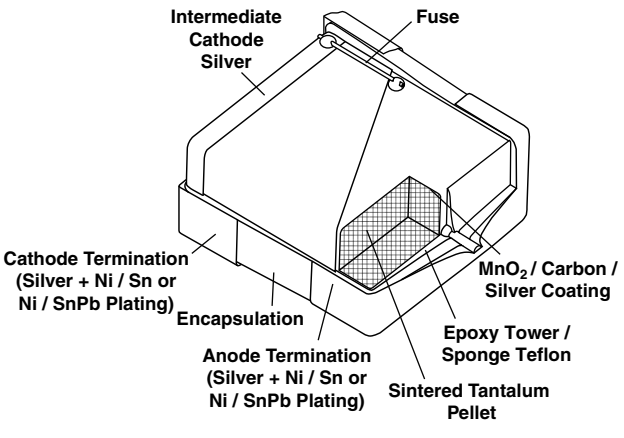 Intermediate
Cathode
Silver
Fuse
Cathode Termination
(Silver + Ni / Sn or
Ni / SnPb Plating)
Encapsulation
Anode Termination
(Silver + Ni / Sn or
Ni / SnPb Plating)
MnO₂ / Carbon /
Silver Coating
Epoxy Tower /
Sponge Teflon
Sintered Tantalum
Pellet